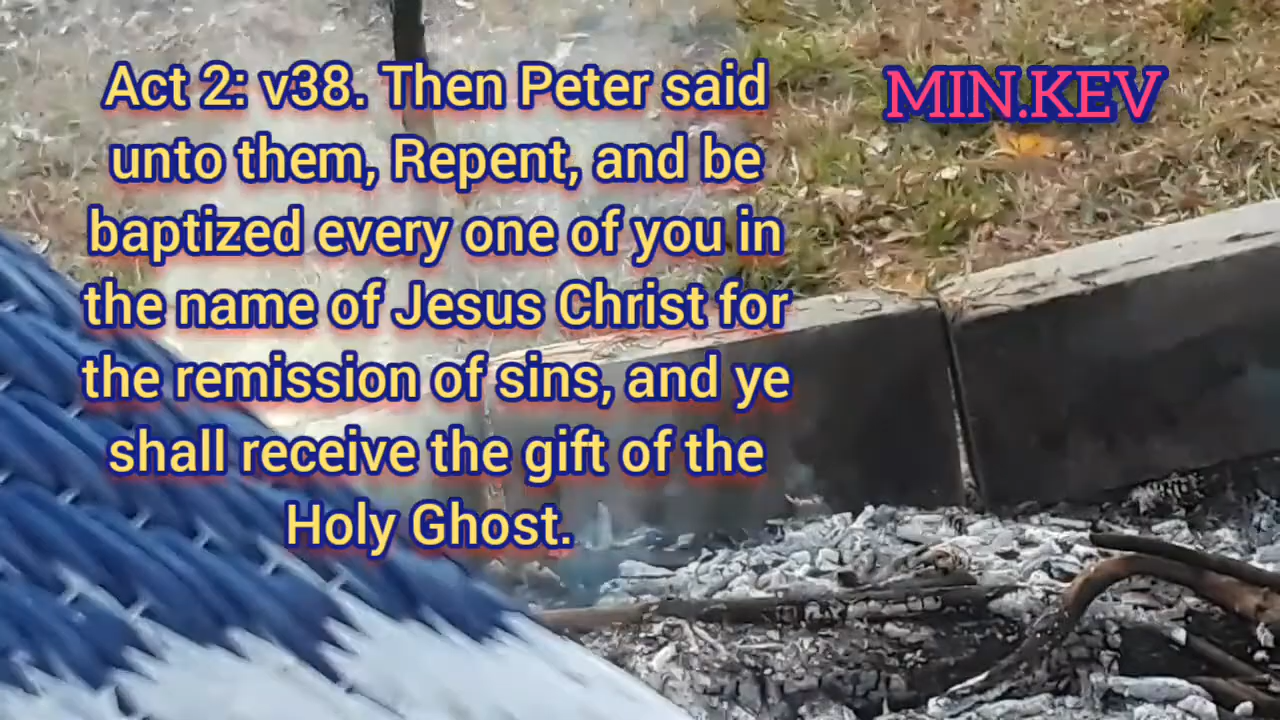 Act 2: v38. Then Peter said
unto them, Repent, and be
baptized every one of you in
the name of Jesus Christ for
the remission of sins, and ye
shall receive the gift of the
Holy Ghost.
MIN.KEV